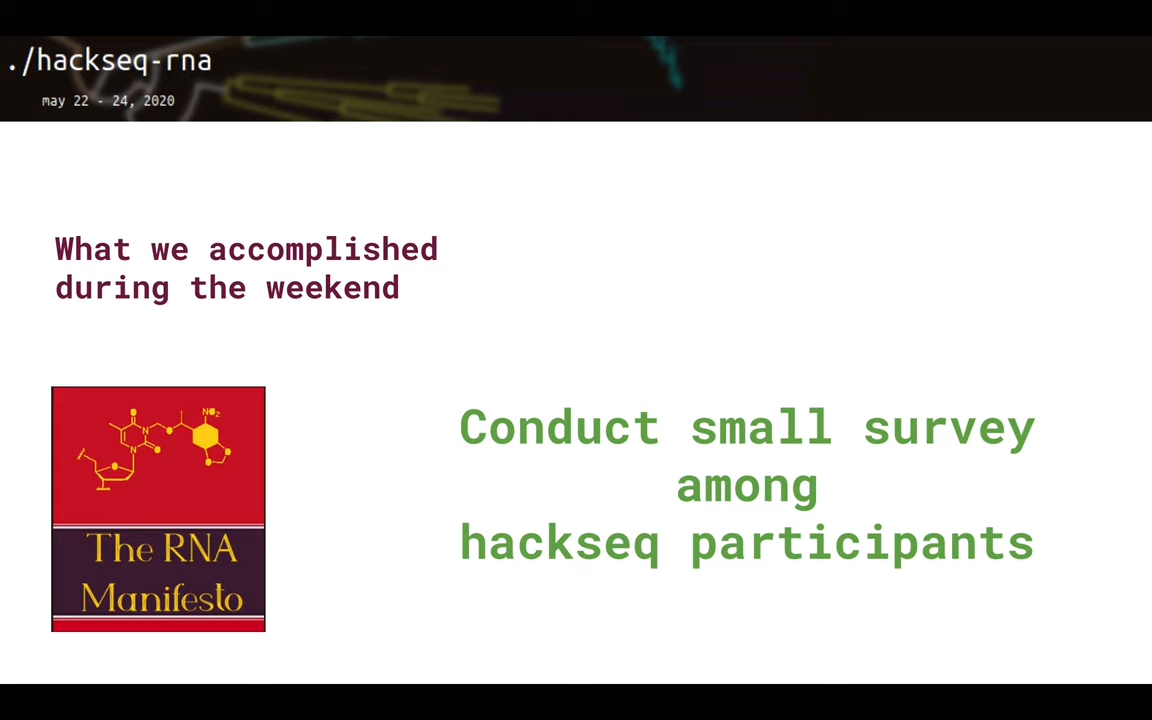 ./hackseq-rna
may 22 - 24, 2020
What we accomplished
during the weekend
NO2
N
O
N
The RNA
Manifesto
Conduct small survey
among
hackseq participants